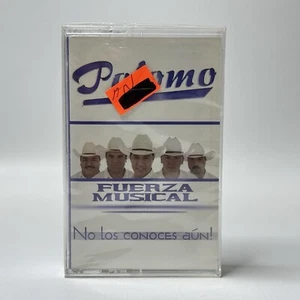 Palomo
FUERZA
MUSICAL
No Los CONOCES aún!